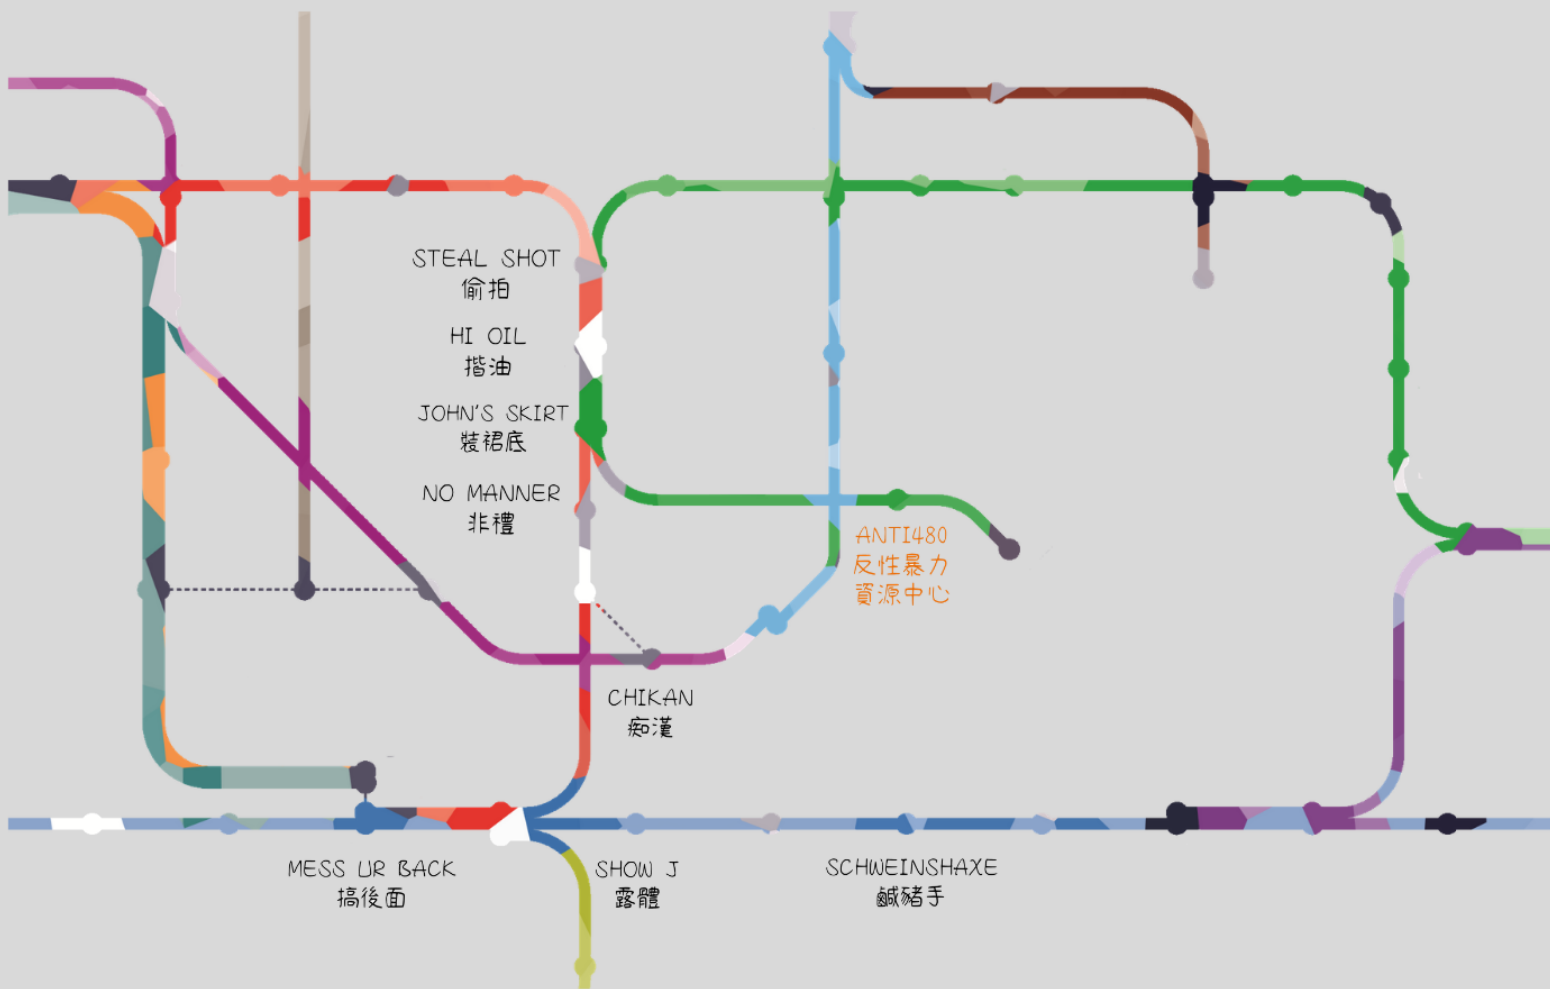 STEAL SHOT
偷拍
HI OIL
揩油
JOHN'S SKIRT
裝裙底
NO MANNER
非禮
ANTI480
反性暴力
資源中心
CHIKAN
痴漢
MESS UR BACK
搞後面
SHOW J
露體
SCHWEINSHAXE
鹹豬手